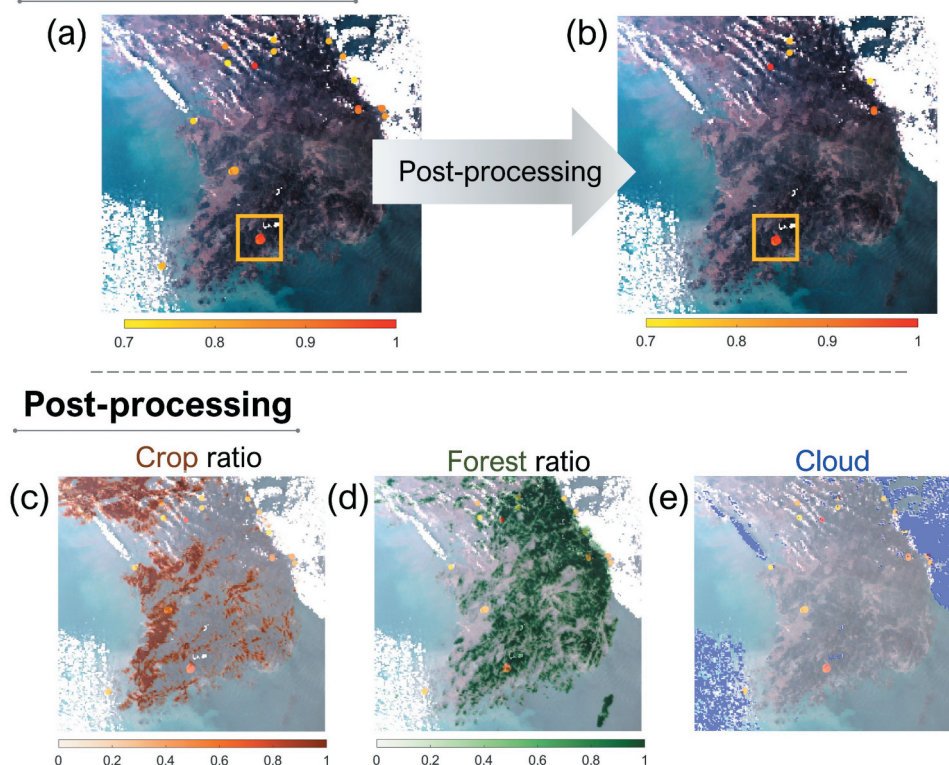 (a)
(b)
Post-processing
0.7 0.8 0.9 1
0.7 0.8 0.9 1
Post-processing
Crop ratio
Forest ratio
Cloud
(c)
(d)
(e)
0 0.2 0.4 0.6 0.8 1
0 0.2 0.4 0.6 0.8 1